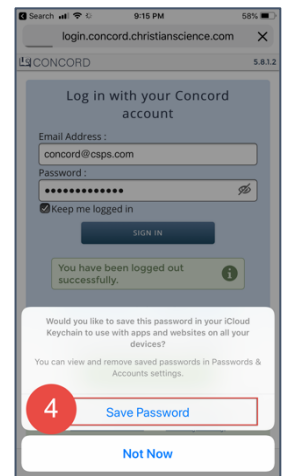 Search 9:15 PM 58%
login.concord.christianscience.com X
CONCORD 5.8.1.2
Log in with your Concord
account
Email Address :
concord@csps.com
Password :
•••••••••••••
Keep me logged in
SIGN IN
You have been logged out
successfully.
Would you like to save this password in your iCloud
Keychain to use with apps and websites on all your
devices?
You can view and remove saved passwords in Passwords &
Accounts settings.
4 Save Password
Not Now